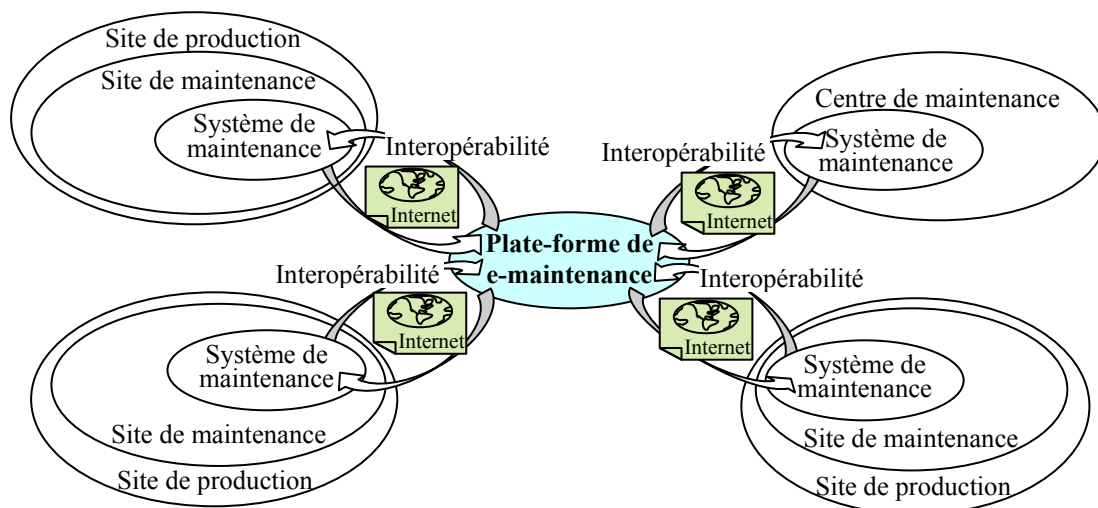 Site de production
Site de maintenance
Système de
maintenance
Interopérabilité
Internet
Centre de maintenance
Système de
maintenance
Interopérabilité
Internet
Plate-forme de
e-maintenance
Interopérabilité
Internet
Système de
maintenance
Site de maintenance
Site de production
Interopérabilité
Internet
Système de
maintenance
Site de maintenance
Site de production